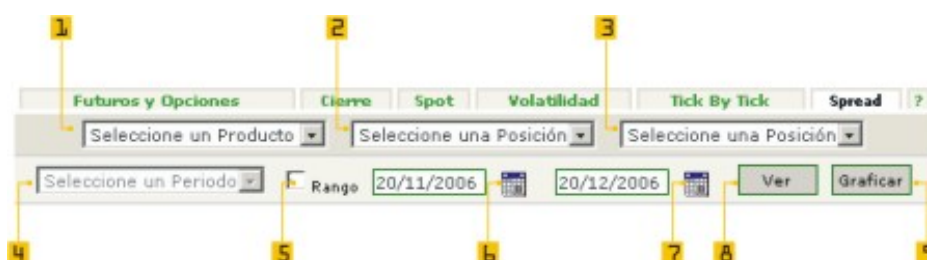 1 2 3
Futuros y Opciones Cierre Spot Volatilidad Tick By Tick Spread ?
Seleccione un Producto Seleccione una Posición Seleccione una Posición
Seleccione un Periodo Rango 20/11/2006 20/12/2006 Ver Graficar
4 5 6 7 8 9